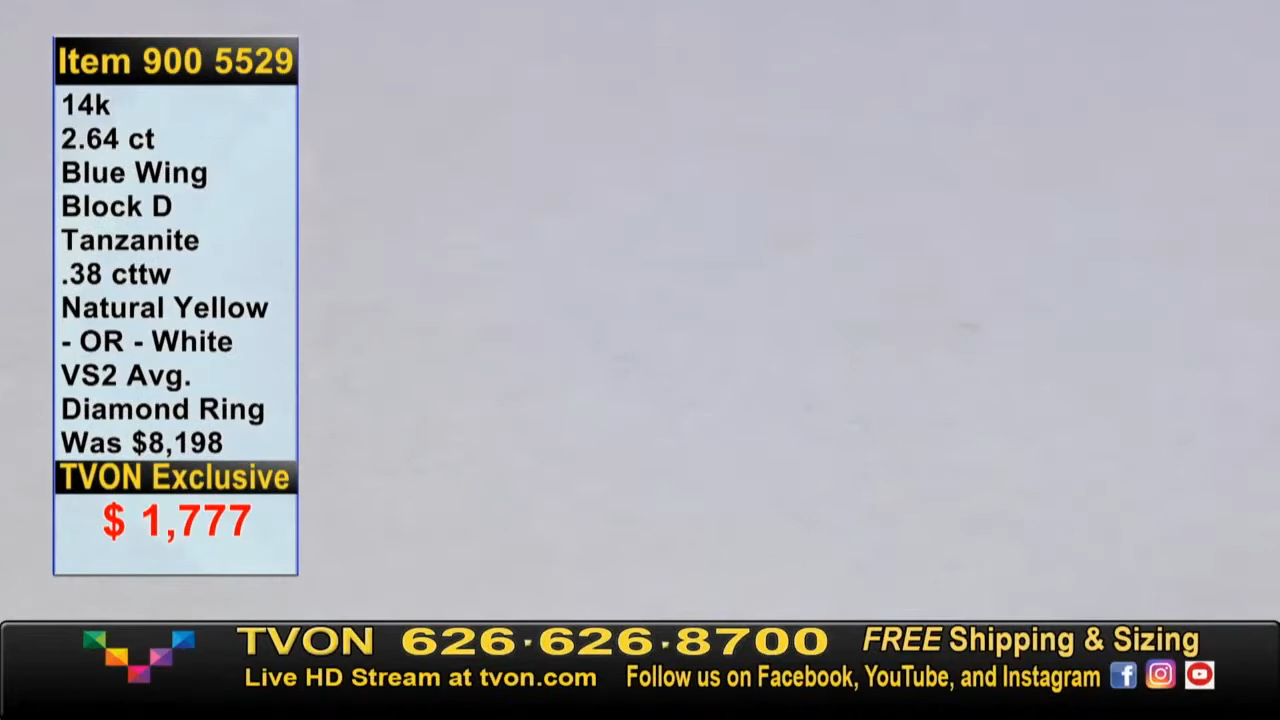 Item 900 5529
14k
2.64 ct
Blue Wing
Block D
Tanzanite
.38 cttw
Natural Yellow
- OR - White
VS2 Avg.
Diamond Ring
Was $8,198
TVON Exclusive
$ 1,777
TVON 626·626·8700 FREE Shipping & Sizing
Live HD Stream at tvon.com Follow us on Facebook, YouTube, and Instagram